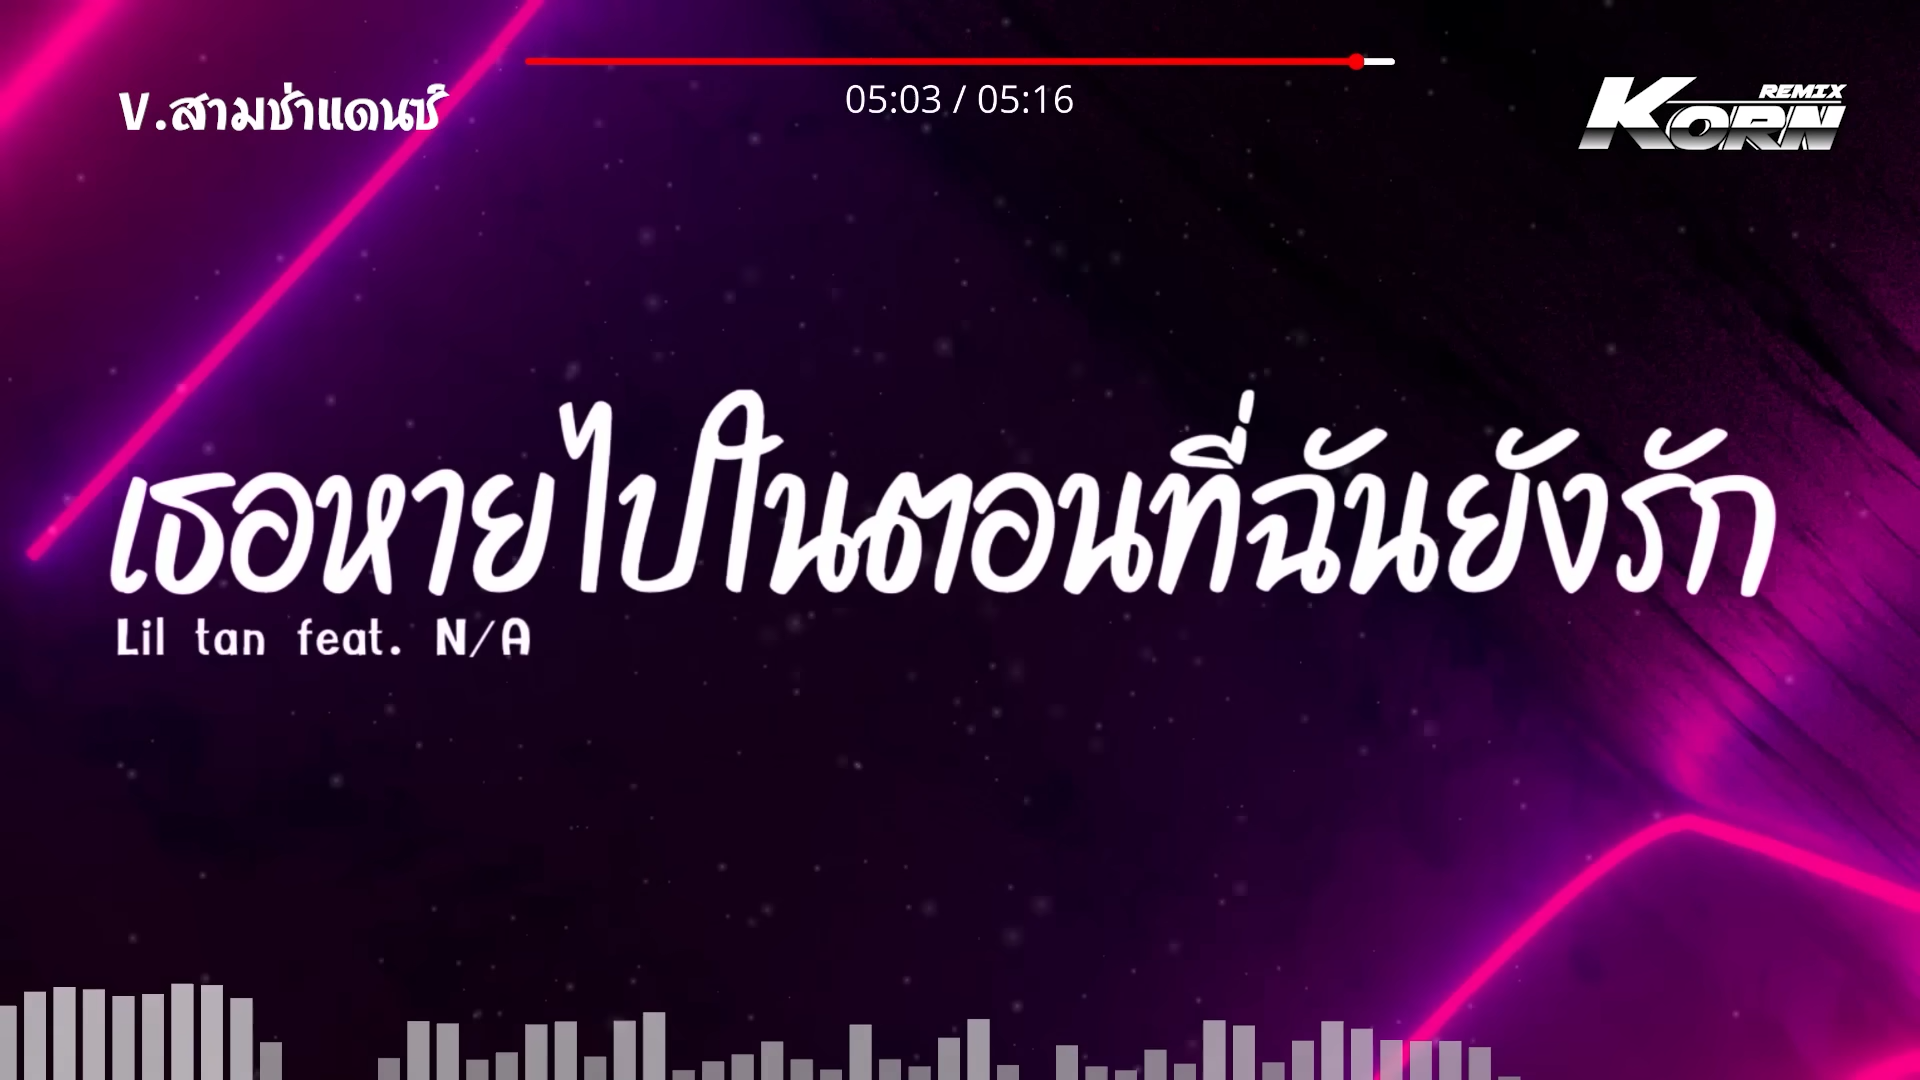 V.สามช่าแดนซ์
05:03 / 05:16
REMIX
KORN
เธอหายไปในตอนที่ฉันยังรัก
Lil tan feat. N/A